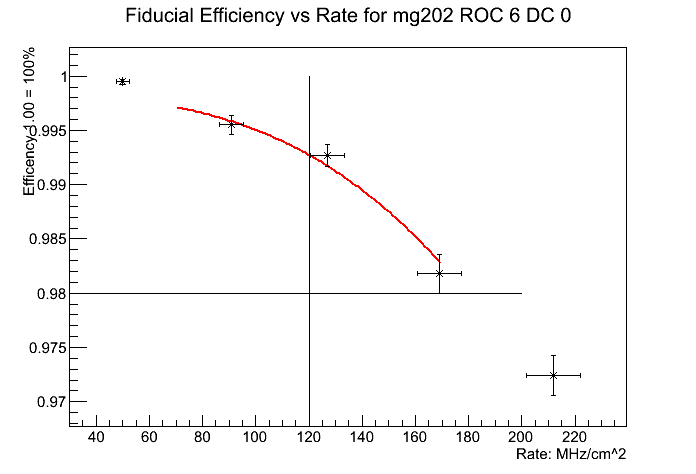 Fiducial Efficiency vs Rate for mg202 ROC 6 DC 0
Efficency 1.00 = 100%
1
0.995
0.99
0.985
0.98
0.975
0.97
40 60 80 100 120 140 160 180 200 220
Rate: MHz/cm^2